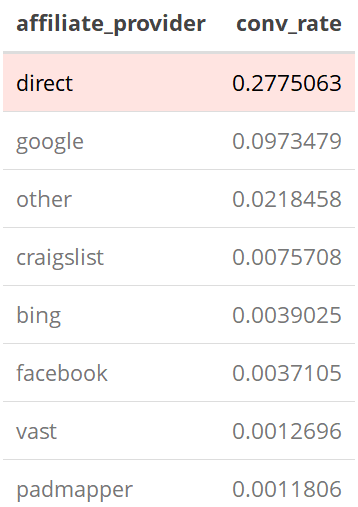 affiliate_provider conv_rate
direct 0.2775063
google 0.0973479
other 0.0218458
craigslist 0.0075708
bing 0.0039025
facebook 0.0037105
vast 0.0012696
padmapper 0.0011806